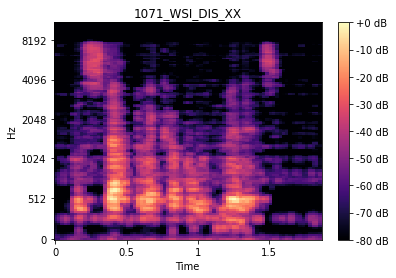 1071_WSI_DIS_XX
8192
4096
2048
1024
512
0
Hz
0
0.5
1
1.5
Time
+0 dB
-10 dB
-20 dB
-30 dB
-40 dB
-50 dB
-60 dB
-70 dB
-80 dB